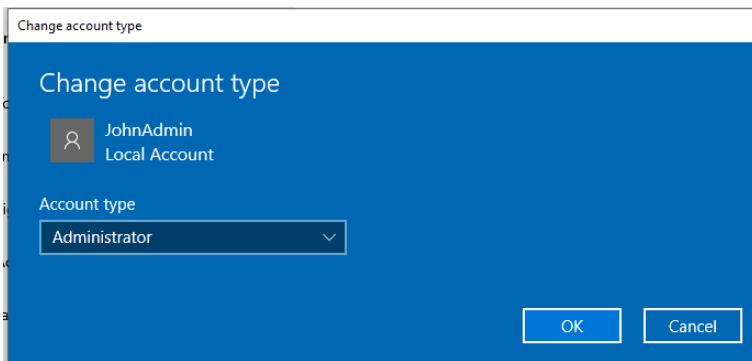 Change account type
Change account type
JohnAdmin
Local Account
Account type
Administrator
OK
Cancel